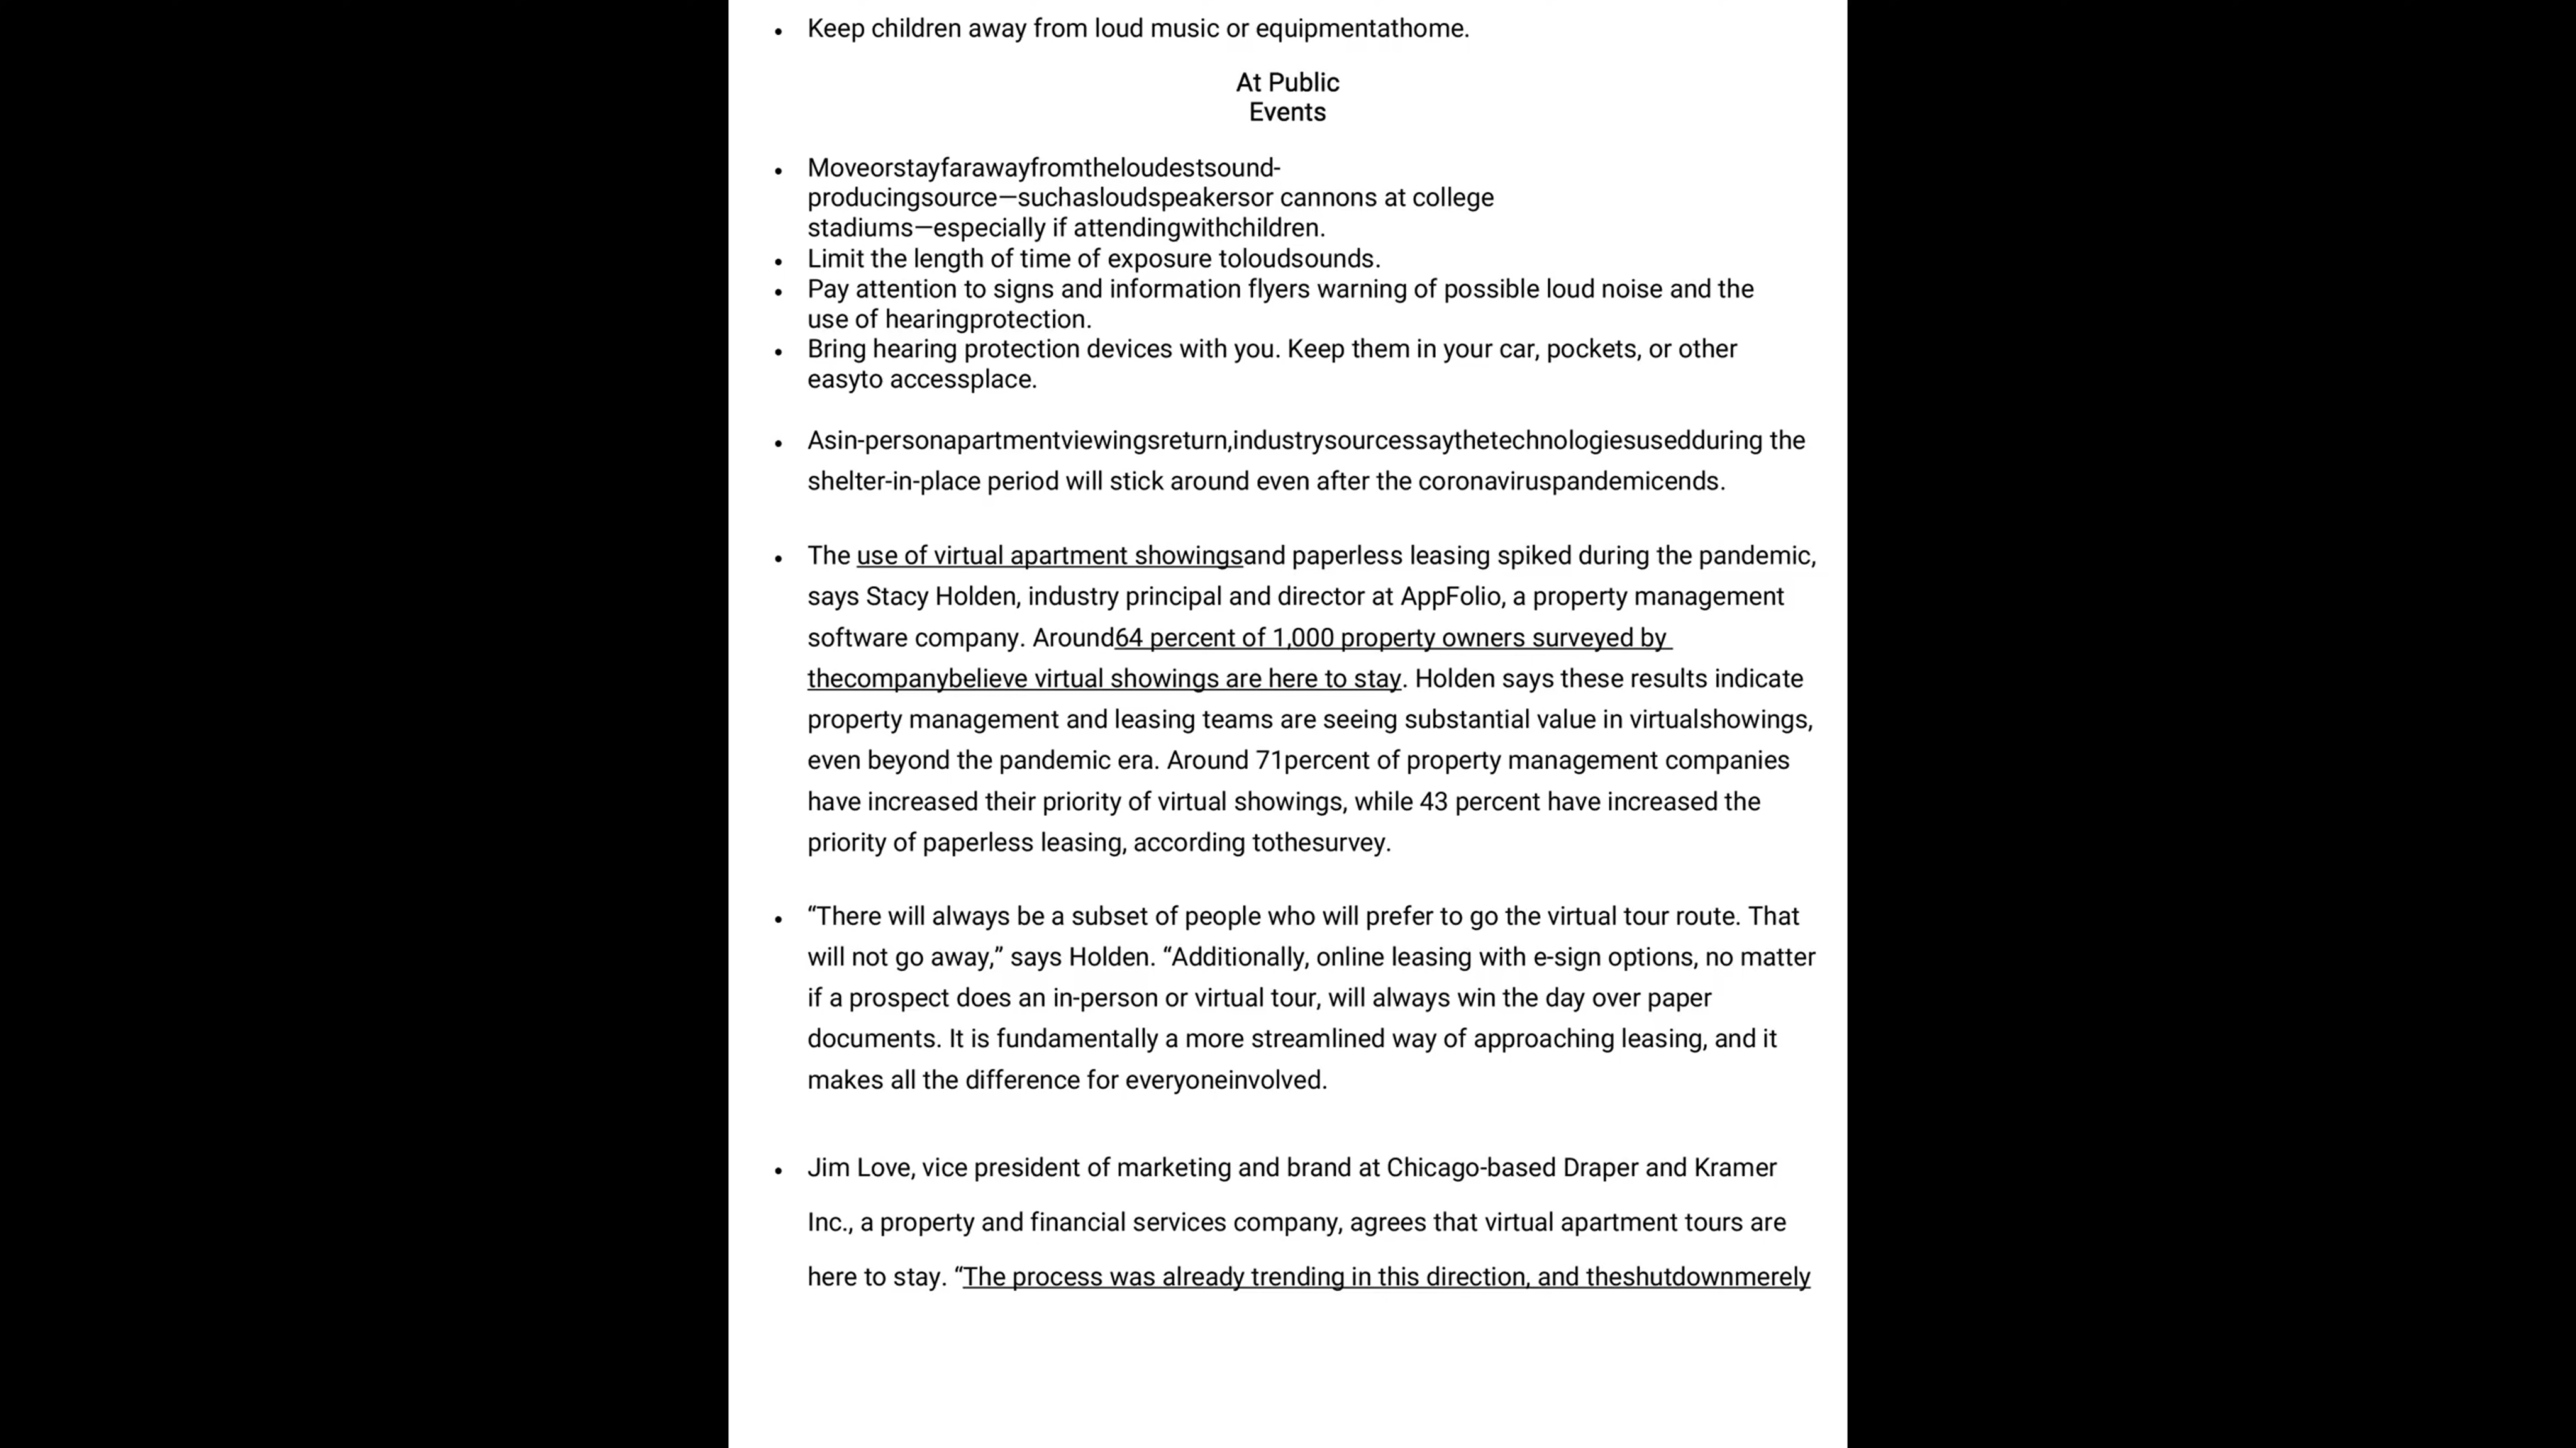 • Keep children away from loud music or equipmentathome.
At Public
Events
• Moveorstayfarawayfromtheloudestsound-
producingsource—suchasloudspeakersor cannons at college
stadiums—especially if attendingwithchildren.
• Limit the length of time of exposure toloudsounds.
• Pay attention to signs and information flyers warning of possible loud noise and the
use of hearingprotection.
• Bring hearing protection devices with you. Keep them in your car, pockets, or other
easyto accessplace.
• Asin-personapartmentviewingsreturn,industrysourcessaythetechnologiesusedduring the
shelter-in-place period will stick around even after the coronaviruspandemicends.
• The use of virtual apartment showingsand paperless leasing spiked during the pandemic,
says Stacy Holden, industry principal and director at AppFolio, a property management
software company. Around64 percent of 1,000 property owners surveyed by
thecompanybelieve virtual showings are here to stay. Holden says these results indicate
property management and leasing teams are seeing substantial value in virtualshowings,
even beyond the pandemic era. Around 71percent of property management companies
have increased their priority of virtual showings, while 43 percent have increased the
priority of paperless leasing, according tothesurvey.
• “There will always be a subset of people who will prefer to go the virtual tour route. That
will not go away,” says Holden. “Additionally, online leasing with e-sign options, no matter
if a prospect does an in-person or virtual tour, will always win the day over paper
documents. It is fundamentally a more streamlined way of approaching leasing, and it
makes all the difference for everyoneinvolved.
• Jim Love, vice president of marketing and brand at Chicago-based Draper and Kramer
Inc., a property and financial services company, agrees that virtual apartment tours are
here to stay. “The process was already trending in this direction, and theshutdownmerely